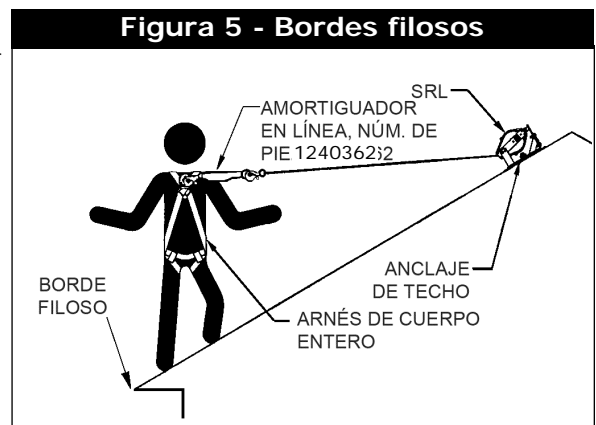 Figura 5 - Bordes filosos
SRL
AMORTIGUADOR
EN LÍNEA, NÚM. DE
PIE
ANCLAJE
DE TECHO
BORDE
FILOSO
ARNÉS DE CUERPO
ENTERO